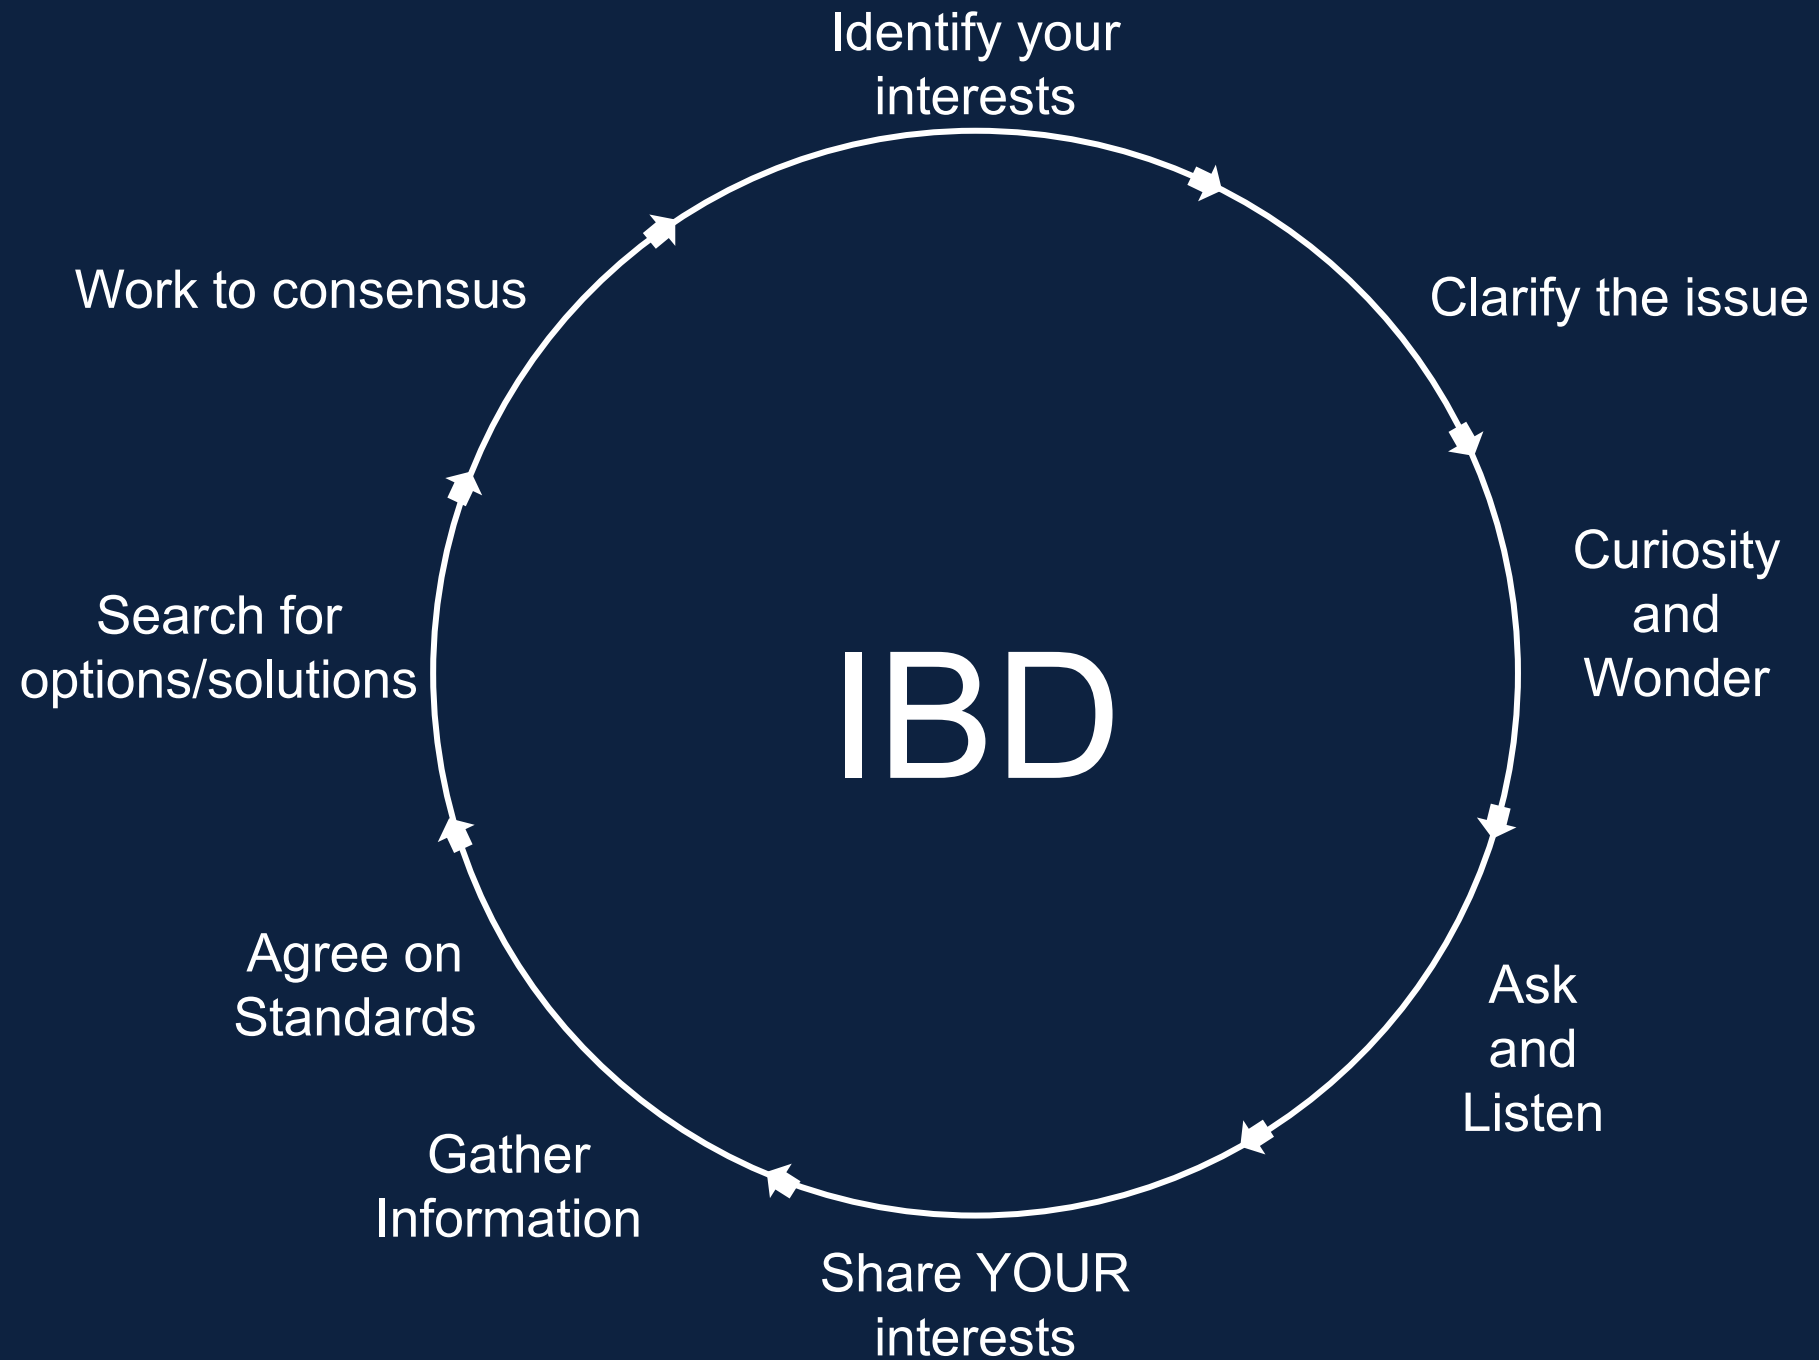 Identify your
interests
Clarify the issue
Curiosity
and
Wonder
Ask
and
Listen
Share YOUR
interests
Gather
Information
Agree on
Standards
Search for
options/solutions
Work to consensus
IBD